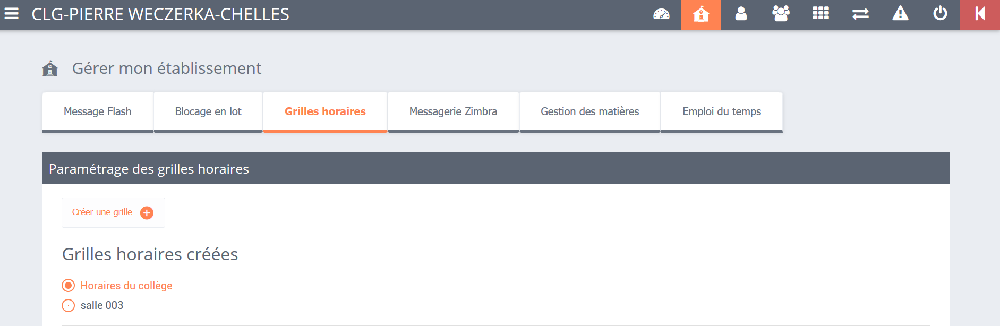 CLG-PIERRE WECZERKA-CHELLES
Gérer mon établissement
Message Flash
Blocage en lot
Grilles horaires
Messagerie Zimbra
Gestion des matières
Emploi du temps
Paramétrage des grilles horaires
Créer une grille
Grilles horaires créées
Horaires du collège
salle 003